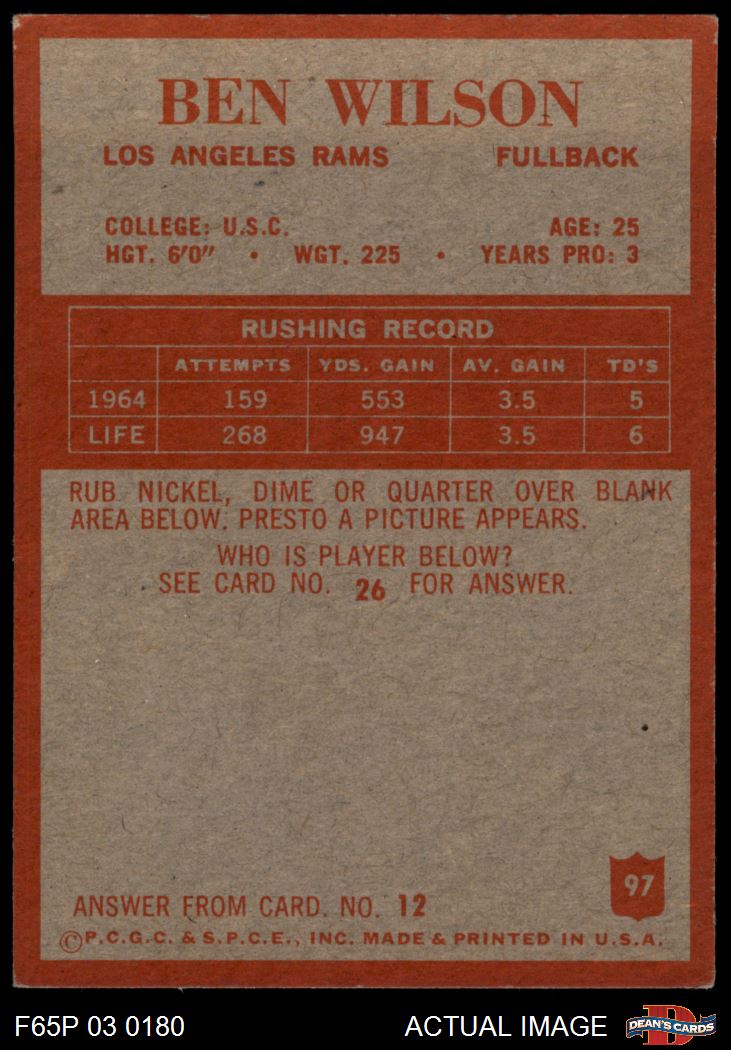 BEN WILSON
LOS ANGELES RAMS FULLBACK
COLLEGE: U.S.C. AGE: 25
HGT. 6'0" • WGT. 225 • YEARS PRO: 3
RUSHING RECORD
ATTEMPTS YDS. GAIN AV. GAIN TD'S
1964 159 553 3.5 5
LIFE 268 947 3.5 6
RUB NICKEL, DIME OR QUARTER OVER BLANK
AREA BELOW. PRESTO A PICTURE APPEARS.
WHO IS PLAYER BELOW?
SEE CARD NO. 26 FOR ANSWER.
97
ANSWER FROM CARD. NO. 12
©P.C.G.C. & S.P.C.E., INC. MADE & PRINTED IN U.S.A.
F65P 03 0180 ACTUAL IMAGE
D
DEAN'S CARDS